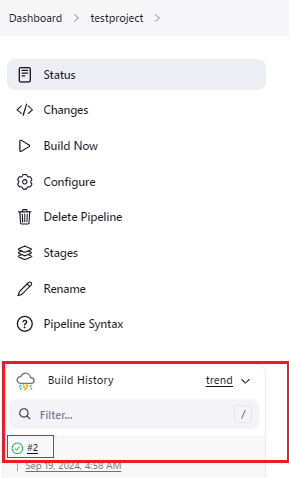 Dashboard > testproject >
Status
Changes
Build Now
Configure
Delete Pipeline
Stages
Rename
Pipeline Syntax
Build History trend
Filter... /
#2
Sep 19, 2024, 4:58 AM